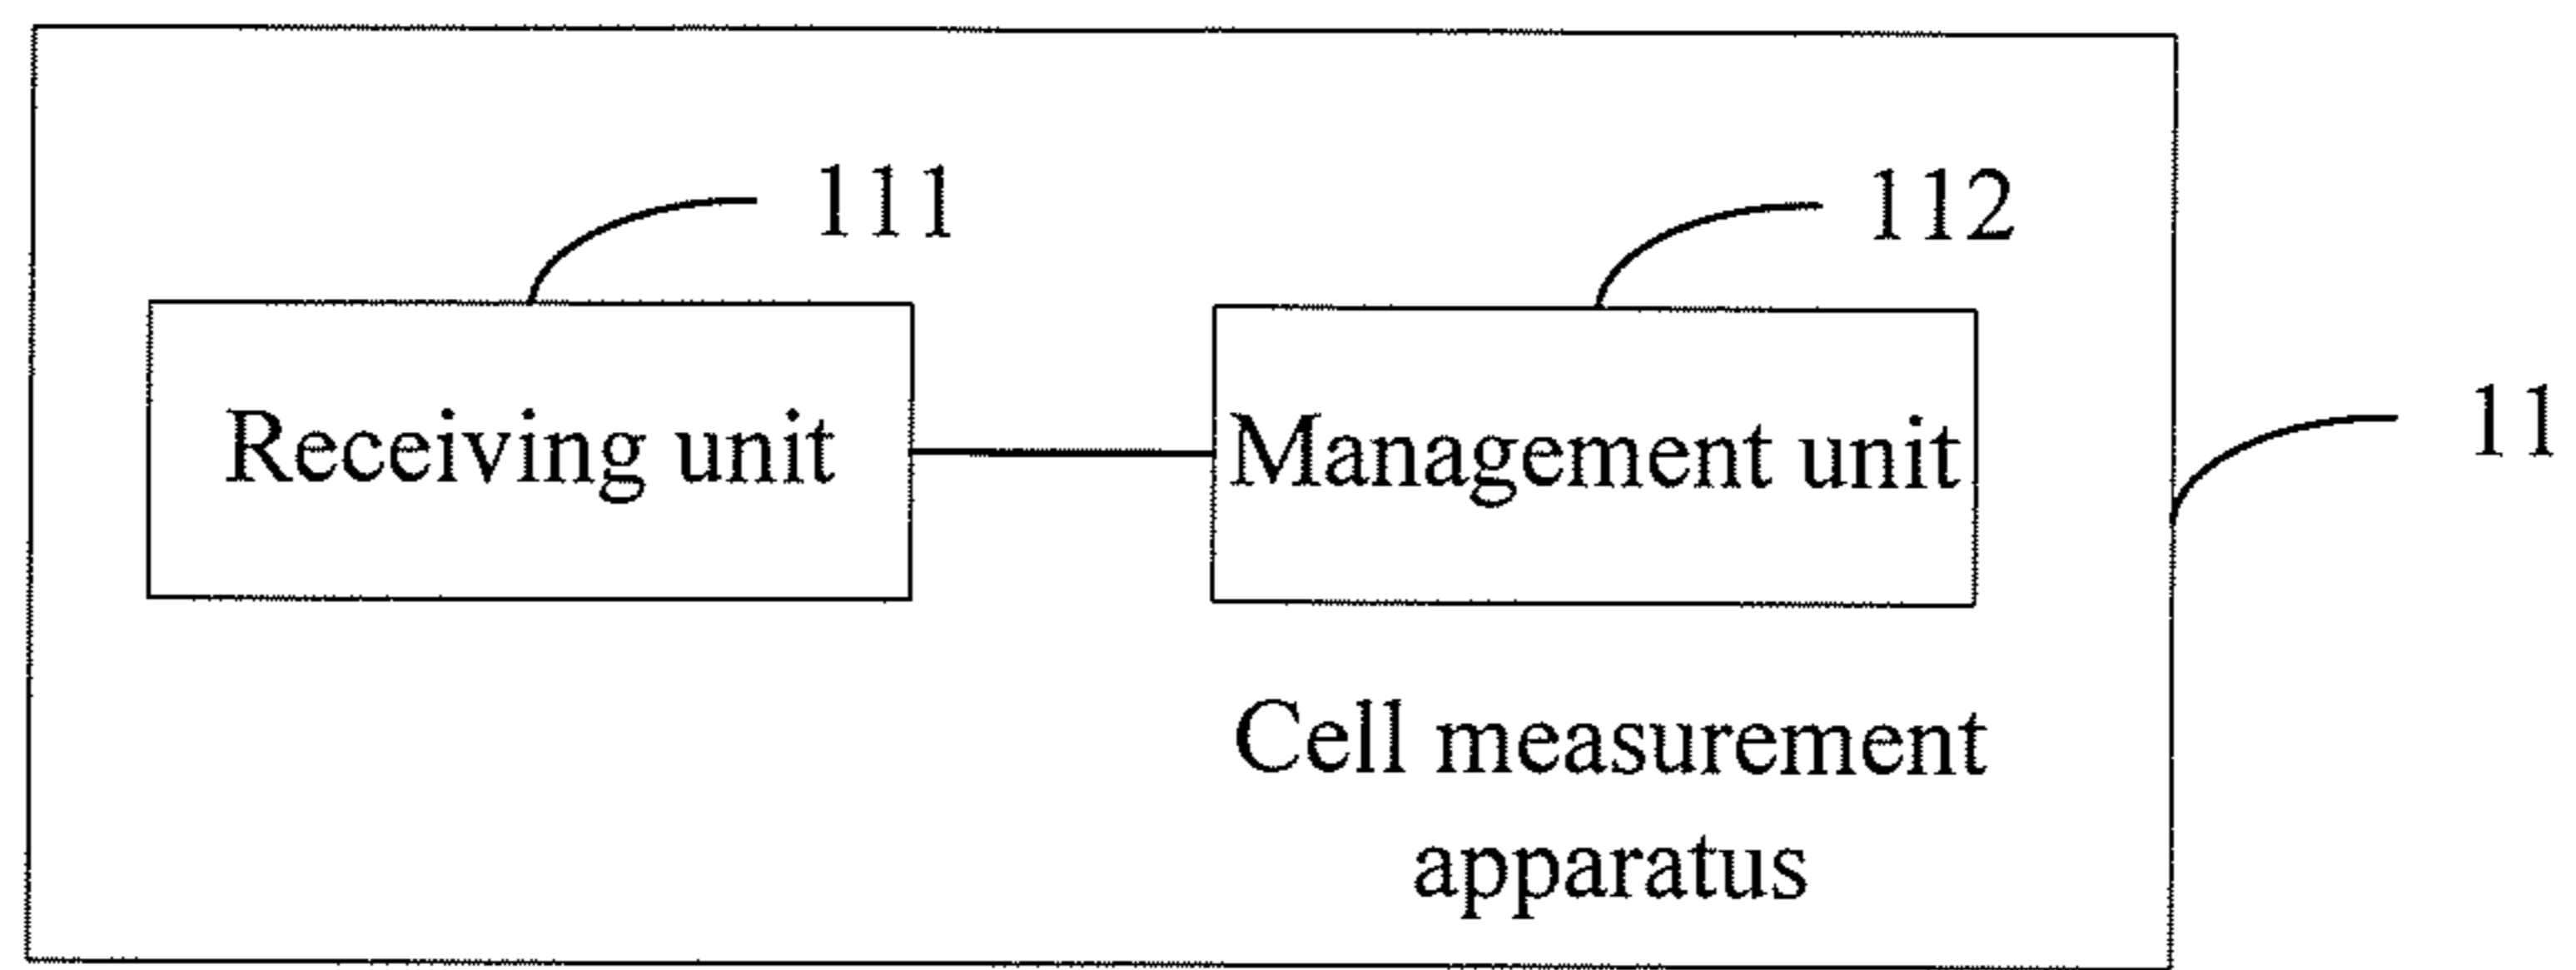 111
112
Receiving unit
Management unit
11
Cell measurement
apparatus